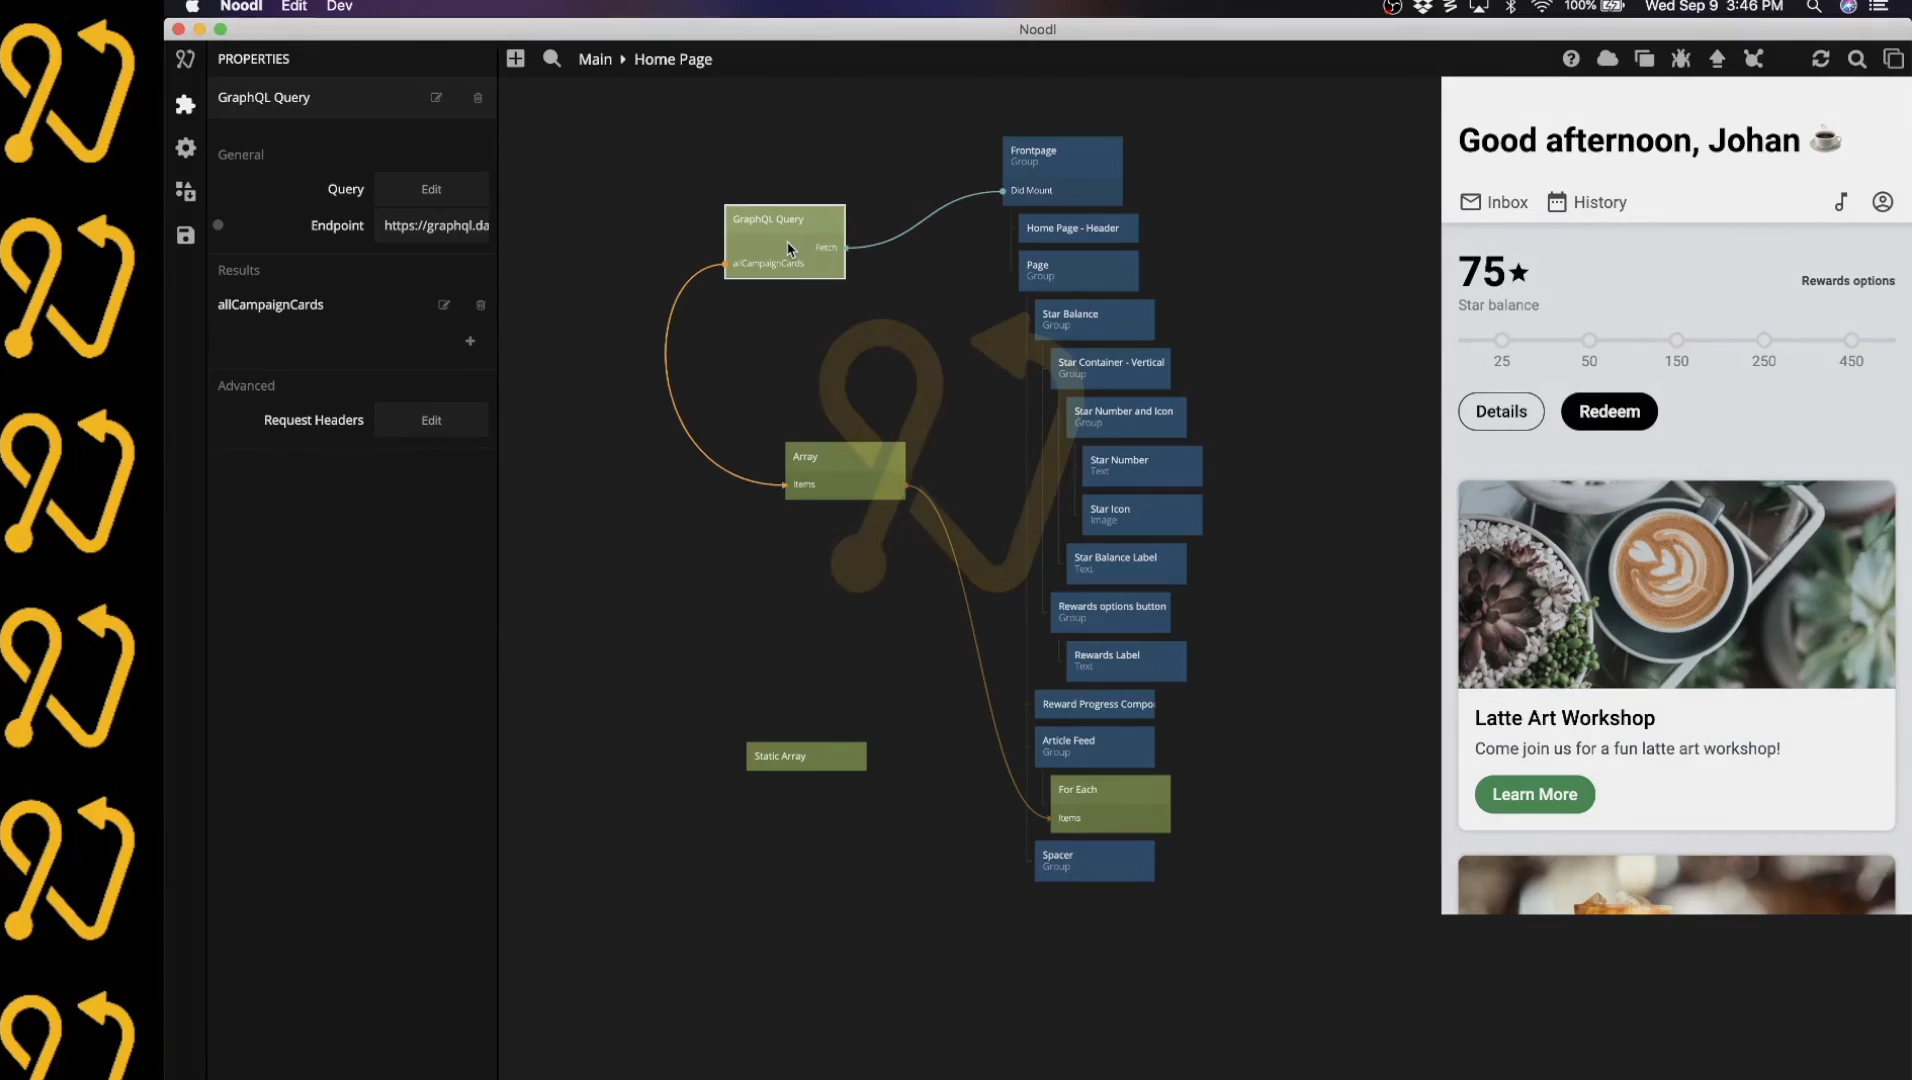 Noodl Edit Dev
100% Wed Sep 9 3:46 PM
Noodl
PROPERTIES
Main Home Page
GraphQL Query
General
Query Edit
Endpoint https://graphql.da
Results
allCampaignCards
Advanced
Request Headers Edit
GraphQL Query
Fetch
allCampaignCards
Array
Items
Static Array
Frontpage
Group
Did Mount
Home Page - Header
Page
Group
Star Balance
Group
Star Container - Vertical
Group
Star Number and Icon
Group
Star Number
Text
Star Icon
Image
Star Balance Label
Text
Rewards options button
Group
Rewards Label
Text
Reward Progress Compo
Article Feed
Group
For Each
Items
Spacer
Group
Good afternoon, Johan
Inbox History
75
Star balance
Rewards options
25 50 150 250 450
Details Redeem
Latte Art Workshop
Come join us for a fun latte art workshop!
Learn More